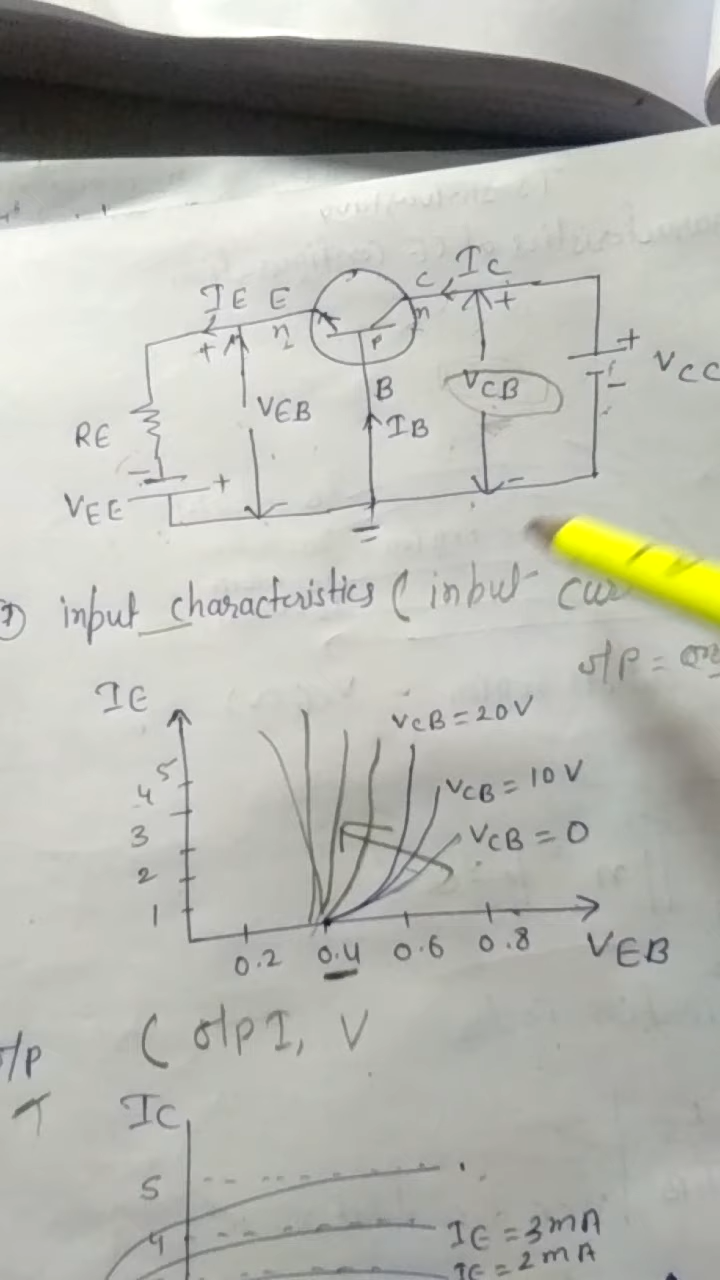 IE E C IC
+ n n + +
P
VEB B VCB VCC
RE IB
-
VEE + - -
input characteristics ( input
o/p =
IE
VCB = 20V
5
4 VCB = 10V
3 VCB = 0
2
1
0.2 0.4 0.6 0.8 VEB
o/p ( o/p I, V
IC
5
4 IE = 3mA
IE = 2mA